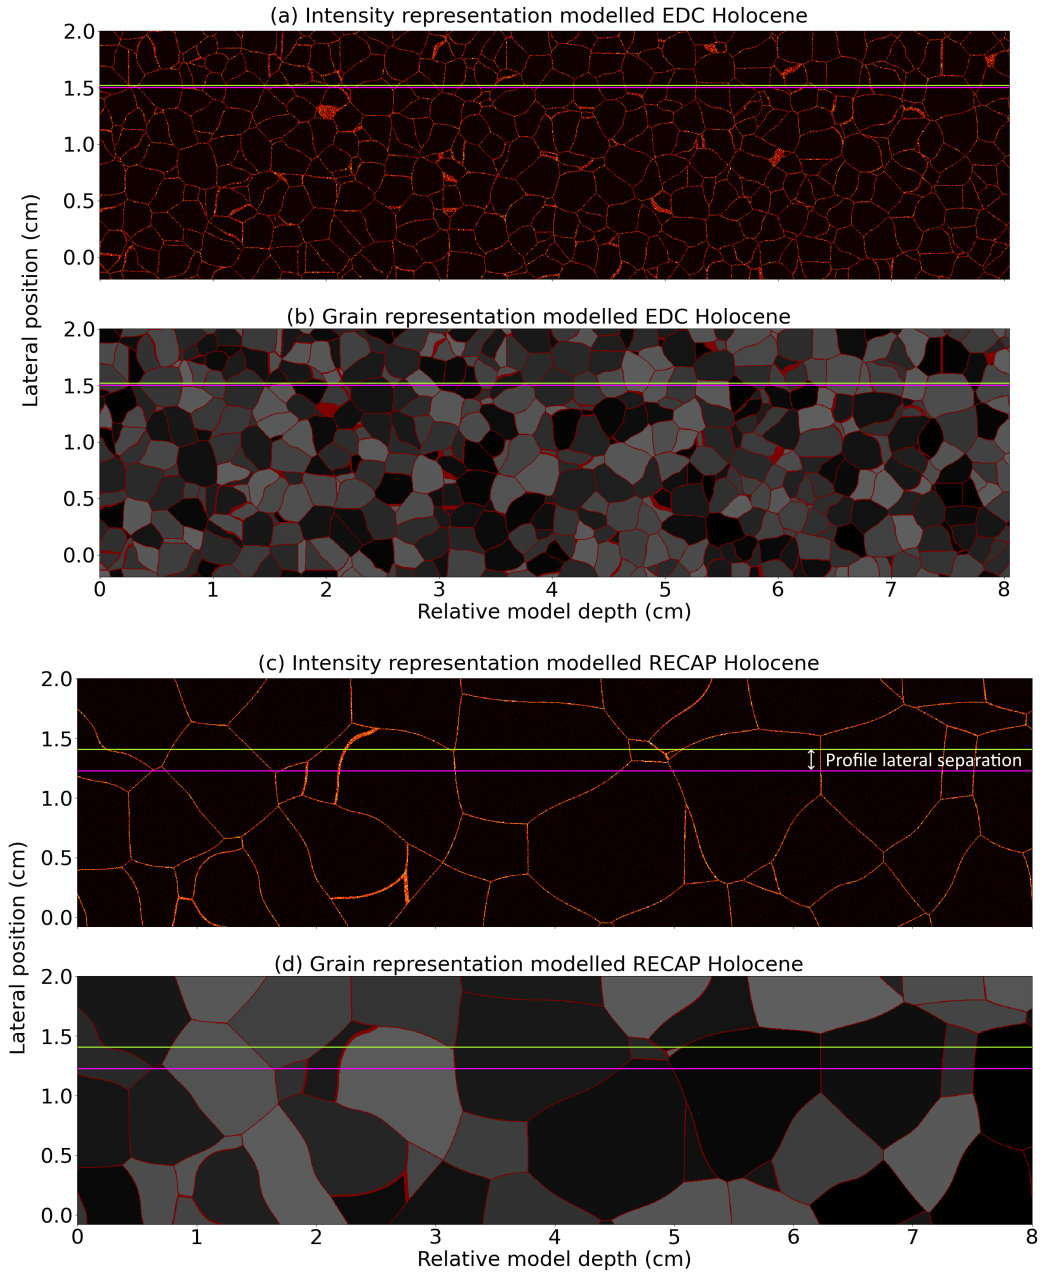 (a) Intensity representation modelled EDC Holocene
2.0
1.5
1.0
0.5
0.0
Lateral position (cm)
(b) Grain representation modelled EDC Holocene
2.0
1.5
1.0
0.5
0.0
0 1 2 3 4 5 6 7 8
Relative model depth (cm)
(c) Intensity representation modelled RECAP Holocene
2.0
1.5
Profile lateral separation
1.0
0.5
0.0
Lateral position (cm)
(d) Grain representation modelled RECAP Holocene
2.0
1.5
1.0
0.5
0.0
0 1 2 3 4 5 6 7 8
Relative model depth (cm)